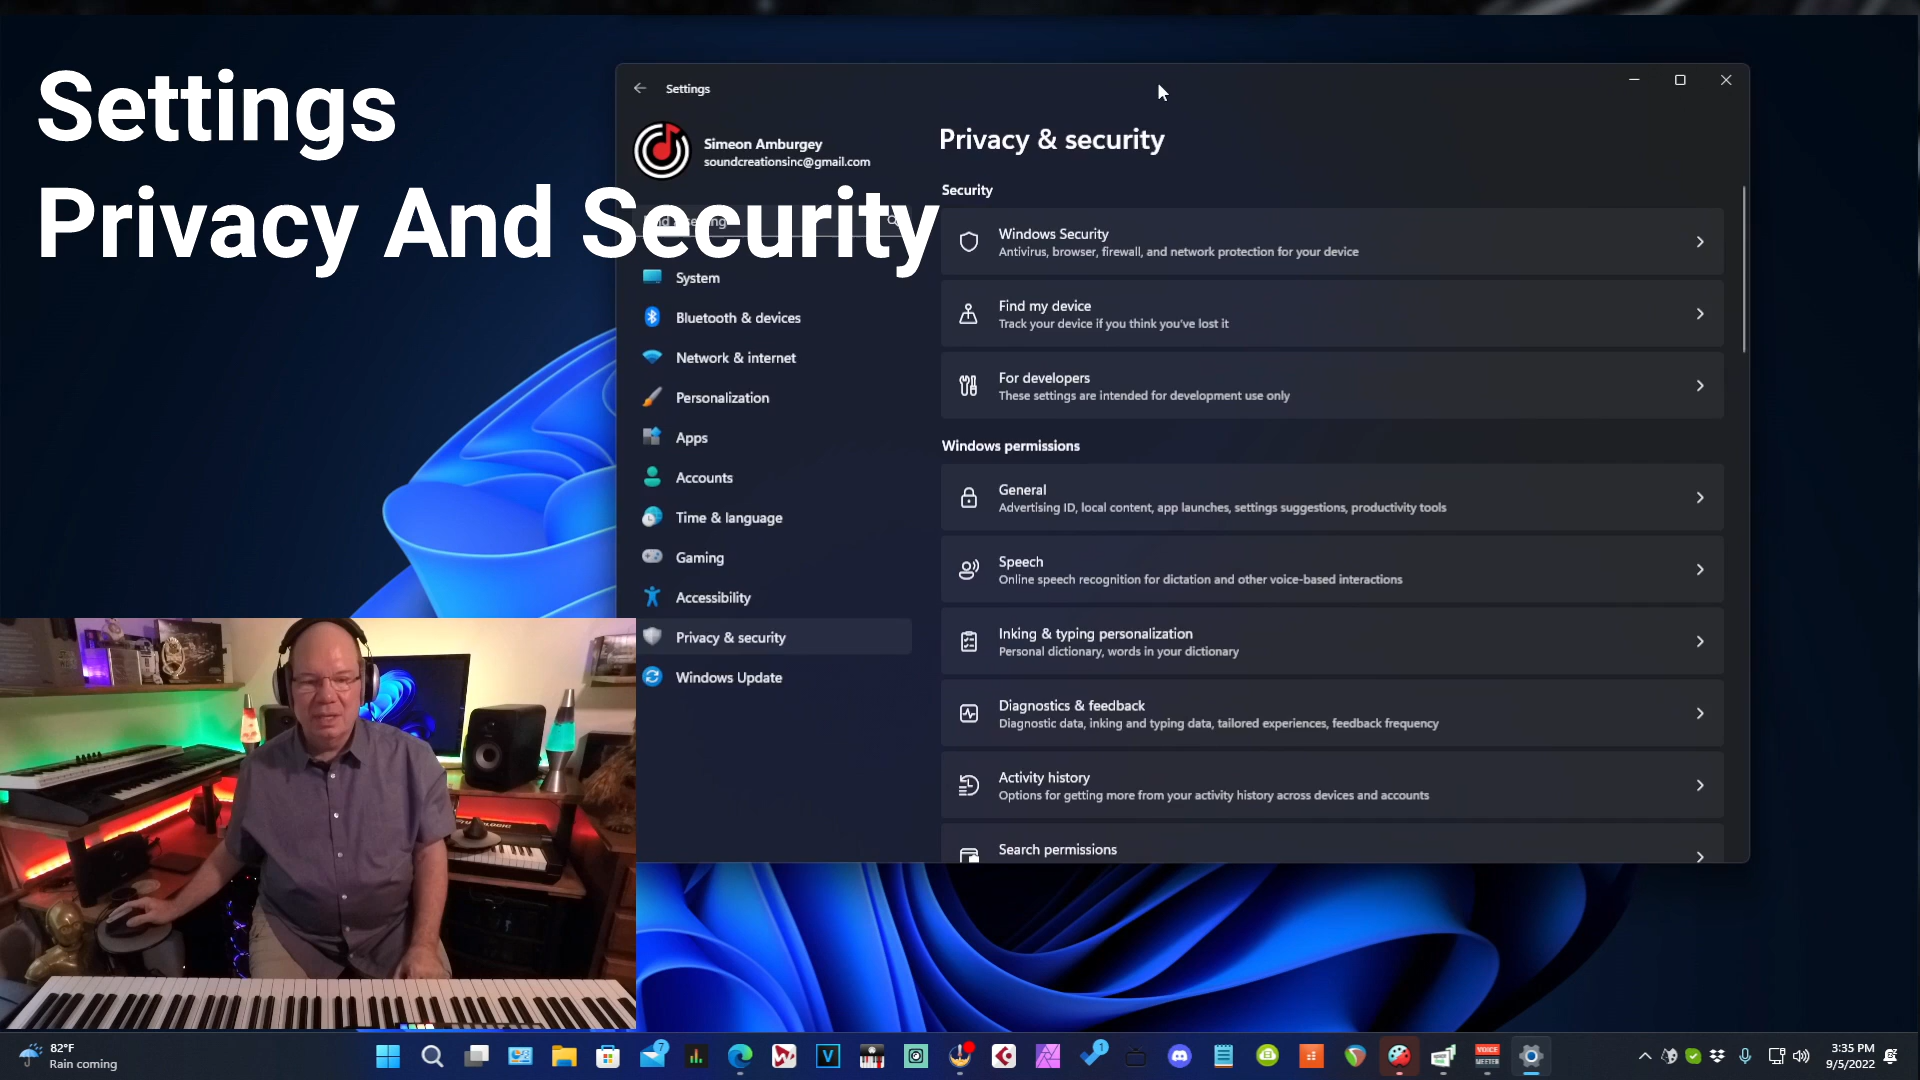 Settings
Privacy And Security
Settings
Simeon Amburgey
soundcreationsinc@gmail.com
System
Bluetooth & devices
Network & internet
Personalization
Apps
Accounts
Time & language
Gaming
Accessibility
Privacy & security
Windows Update
Privacy & security
Security
Windows Security
Antivirus, browser, firewall, and network protection for your device
Find my device
Track your device if you think you've lost it
For developers
These settings are intended for development use only
Windows permissions
General
Advertising ID, local content, app launches, settings suggestions, productivity tools
Speech
Online speech recognition for dictation and other voice-based interactions
Inking & typing personalization
Personal dictionary, words in your dictionary
Diagnostics & feedback
Diagnostic data, inking and typing data, tailored experiences, feedback frequency
Activity history
Options for getting more from your activity history across devices and accounts
Search permissions
82°F
Rain coming
7
V
1
VOICE
MEETER
3:35 PM
9/5/2022